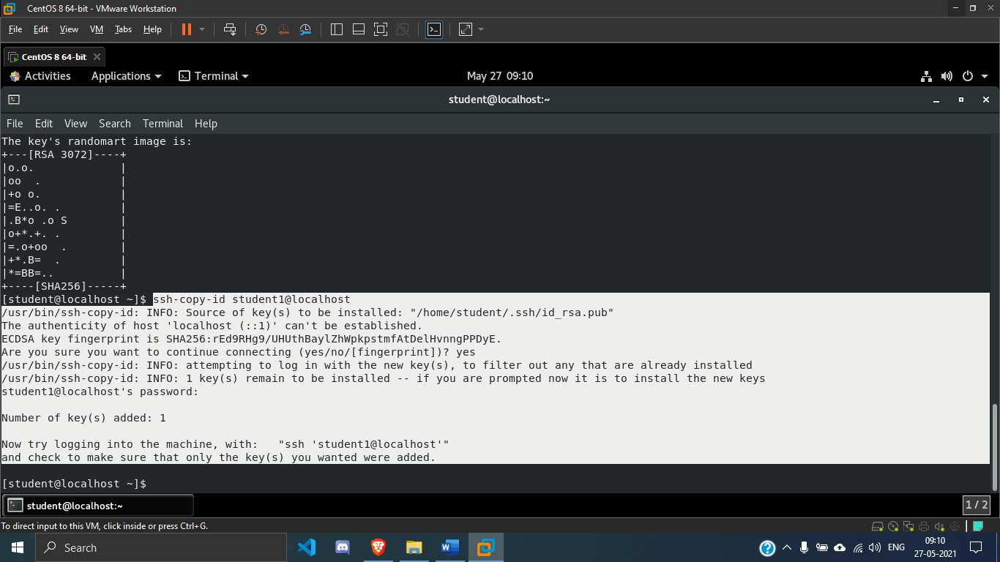 CentOS 8 64-bit - VMware Workstation
File Edit View VM Tabs Help
CentOS 8 64-bit
Activities Applications Terminal May 27 09:10
student@localhost:~
File Edit View Search Terminal Help
The key's randomart image is:
+---[RSA 3072]----+
|o.o.             |
|oo  .            |
|+o o.            |
|=E..o. .         |
|.B*o .o S        |
|o+*.+. .         |
|=.o+oo  .        |
|+*.B=  .         |
|*=BB=..          |
+----[SHA256]-----+
[student@localhost ~]$ ssh-copy-id student1@localhost
/usr/bin/ssh-copy-id: INFO: Source of key(s) to be installed: "/home/student/.ssh/id_rsa.pub"
The authenticity of host 'localhost (::1)' can't be established.
ECDSA key fingerprint is SHA256:rEd9RHg9/UHUthBaylZhWpkpstmfAtDelHvnngPPDyE.
Are you sure you want to continue connecting (yes/no/[fingerprint])? yes
/usr/bin/ssh-copy-id: INFO: attempting to log in with the new key(s), to filter out any that are already installed
/usr/bin/ssh-copy-id: INFO: 1 key(s) remain to be installed -- if you are prompted now it is to install the new keys
student1@localhost's password:
Number of key(s) added: 1
Now try logging into the machine, with:   "ssh 'student1@localhost'"
and check to make sure that only the key(s) you wanted were added.
[student@localhost ~]$
student@localhost:~ 1 / 2
To direct input to this VM, click inside or press Ctrl+G.
Search ENG 09:10
27-05-2021